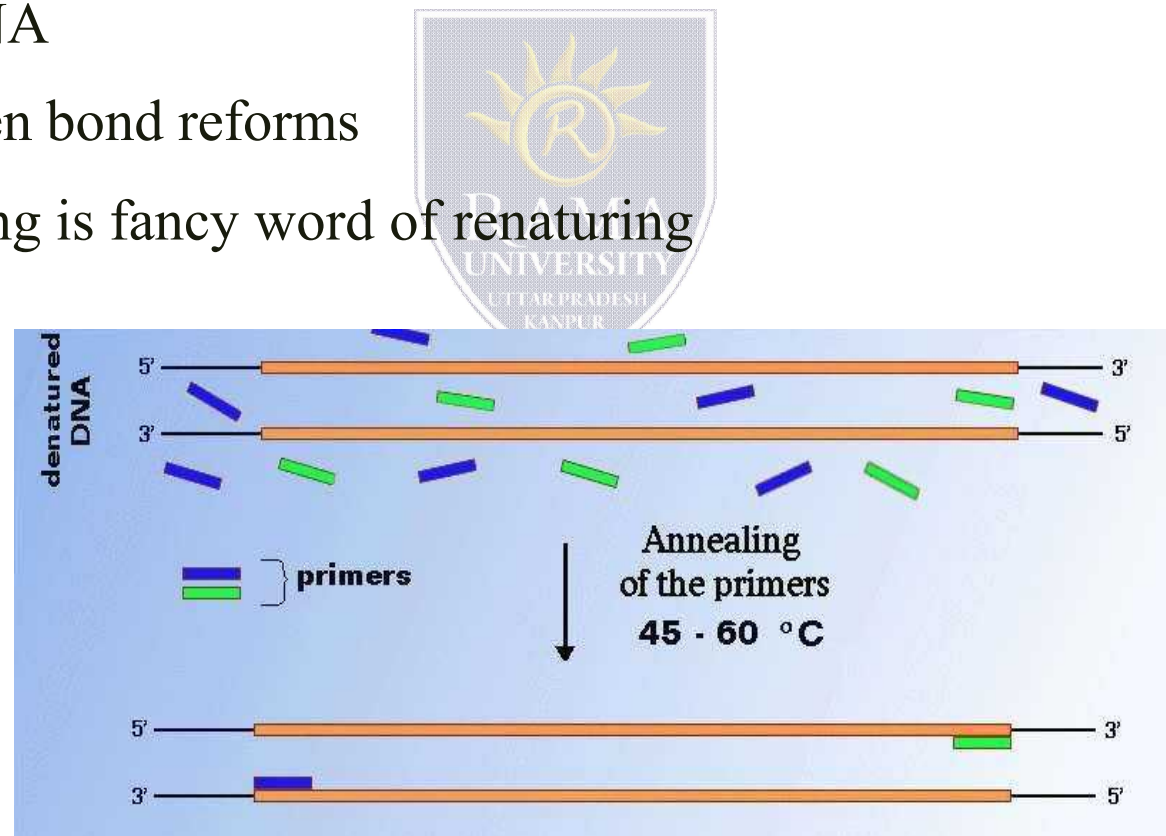 NA
en bond reforms
ng is fancy word of renaturing
R
RAMA
UNIVERSITY
UTTAR PRADESH
KANPUR
denatured
DNA
5' 3'
3' 5'
primers
Annealing
of the primers
45 - 60 °C
5' 3'
3' 5'